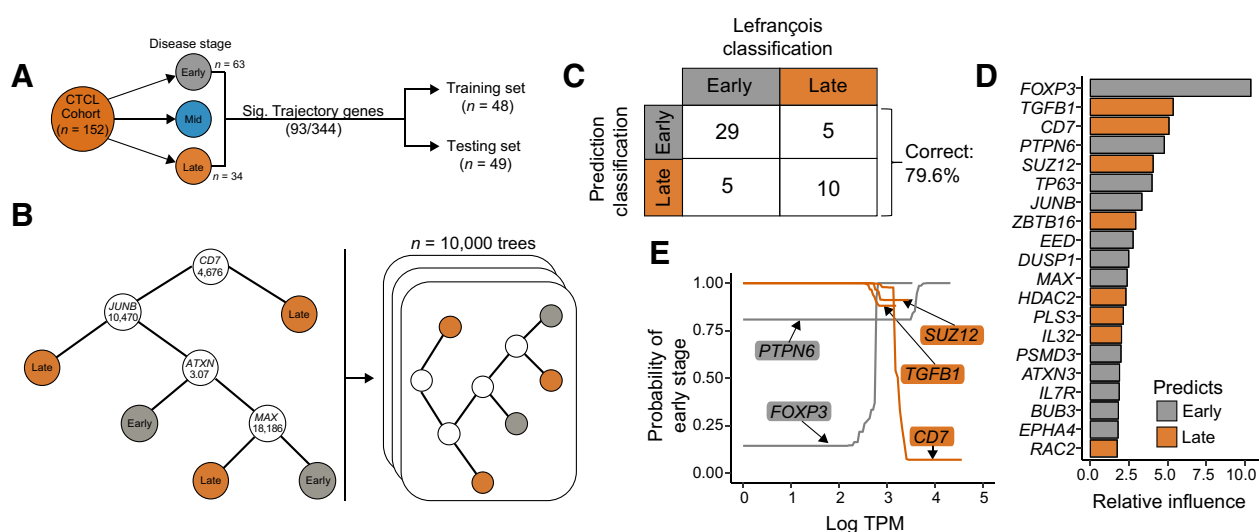 A
Disease stage
Early
n = 63
CTCL
Cohort
(n = 152)
Mid
Late
n = 34
Sig. Trajectory genes
(93/344)
Training set
(n = 48)
Testing set
(n = 49)
B
CD7
4,676
JUNB
10,470
Late
Late
ATXN
3.07
Early
MAX
18,186
Late
Early
n = 10,000 trees
C
Lefrançois
classification
Early
Late
Prediction
classification
Early
29
5
Late
5
10
Correct:
79.6%
D
FOXP3
TGFB1
CD7
PTPN6
SUZ12
TP63
JUNB
ZBTB16
EED
DUSP1
MAX
HDAC2
PLS3
IL32
PSMD3
ATXN3
IL7R
BUB3
EPHA4
RAC2
Predicts
Early
Late
0.0 2.5 5.0 7.5 10.0
Relative influence
E
Probability of
early stage
1.00
0.75
0.50
0.25
0.00
PTPN6
SUZ12
TGFB1
FOXP3
CD7
0 1 2 3 4 5
Log TPM